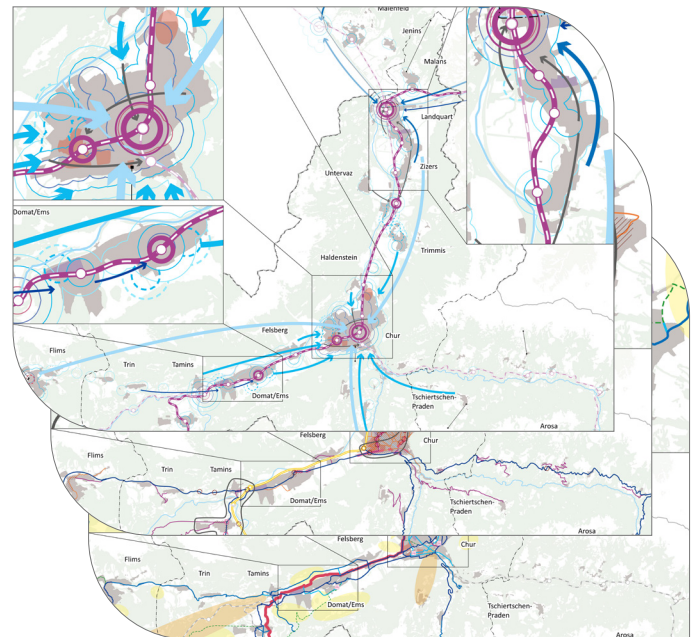 Maienfeld
Jenins
Malans
Landquart
Untervaz
Zizers
Domat/Ems
Haldenstein
Trimmis
Felsberg
Chur
Flims
Trin
Tamins
Domat/Ems
Tschiertschen-
Praden
Arosa
Felsberg
Chur
Flims
Trin
Tamins
Domat/Ems
Tschiertschen-
Praden
Arosa
Felsberg
Chur
Flims
Trin
Tamins
Domat/Ems
Tschiertschen-
Praden
Arosa